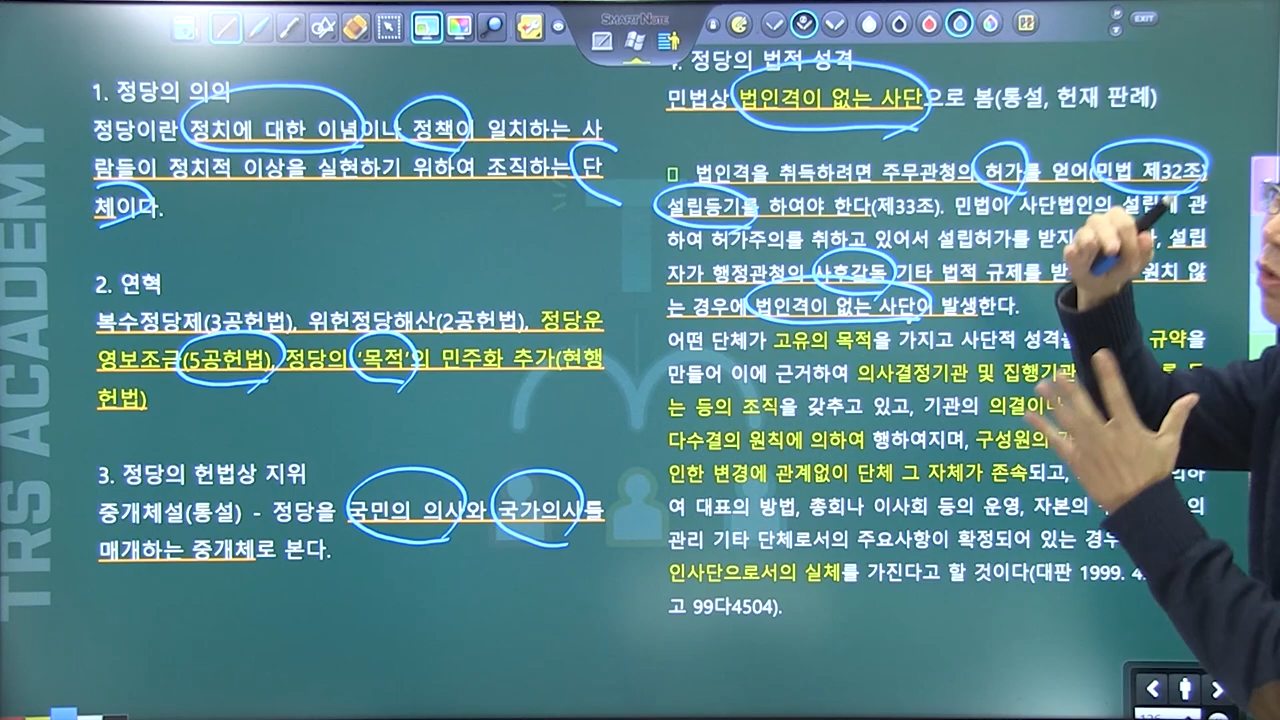 SMART NOTE
EXIT
TRS ACADEMY
1. 정당의 의의
정당이란 정치에 대한 이념이나 정책이 일치하는 사
람들이 정치적 이상을 실현하기 위하여 조직하는 단
체이다.
2. 연혁
복수정당제(3공헌법), 위헌정당해산(2공헌법), 정당운
영보조금(5공헌법), 정당의 '목적'의 민주화 추가(현행
헌법)
3. 정당의 헌법상 지위
중개체설(통설) - 정당을 국민의 의사와 국가의사를
매개하는 중개체로 본다.
정당의 법적 성격
민법상 법인격이 없는 사단으로 봄(통설, 헌재 판례)
법인격을 취득하려면 주무관청의 허가를 얻어(민법 제32조)
설립등기를 하여야 한다(제33조). 민법이 사단법인의 설립에 관
하여 허가주의를 취하고 있어서 설립허가를 받지 설립
자가 행정관청의 사후감독 기타 법적 규제를 받 원치 않
는 경우에 법인격이 없는 사단이 발생한다.
어떤 단체가 고유의 목적을 가지고 사단적 성격을 규약을
만들어 이에 근거하여 의사결정기관 및 집행기관
는 등의 조직을 갖추고 있고, 기관의 의결이나
다수결의 원칙에 의하여 행하여지며, 구성원의
인한 변경에 관계없이 단체 그 자체가 존속되고, 의하
여 대표의 방법, 총회나 이사회 등의 운영, 자본의 의
관리 기타 단체로서의 주요사항이 확정되어 있는 경우
인사단으로서의 실체를 가진다고 할 것이다(대판 1999. 4.
고 99다4504).